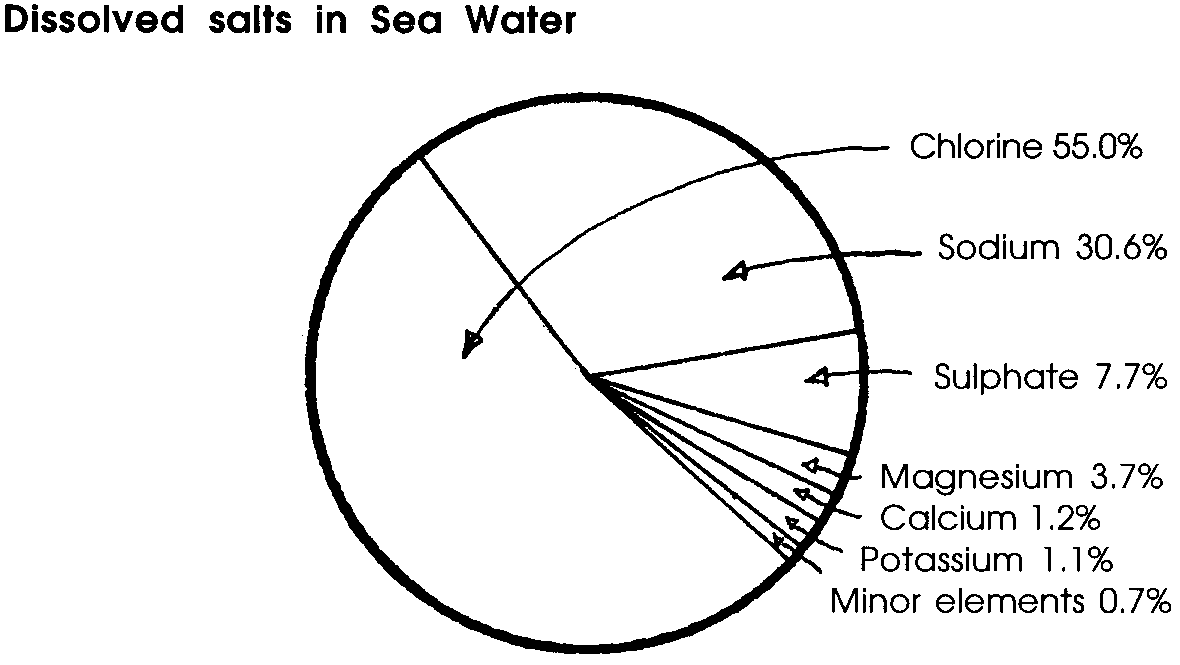 Dissolved salts in Sea Water
Chlorine 55.0%
Sodium 30.6%
Sulphate 7.7%
Magnesium 3.7%
Calcium 1.2%
Potassium 1.1%
Minor elements 0.7%